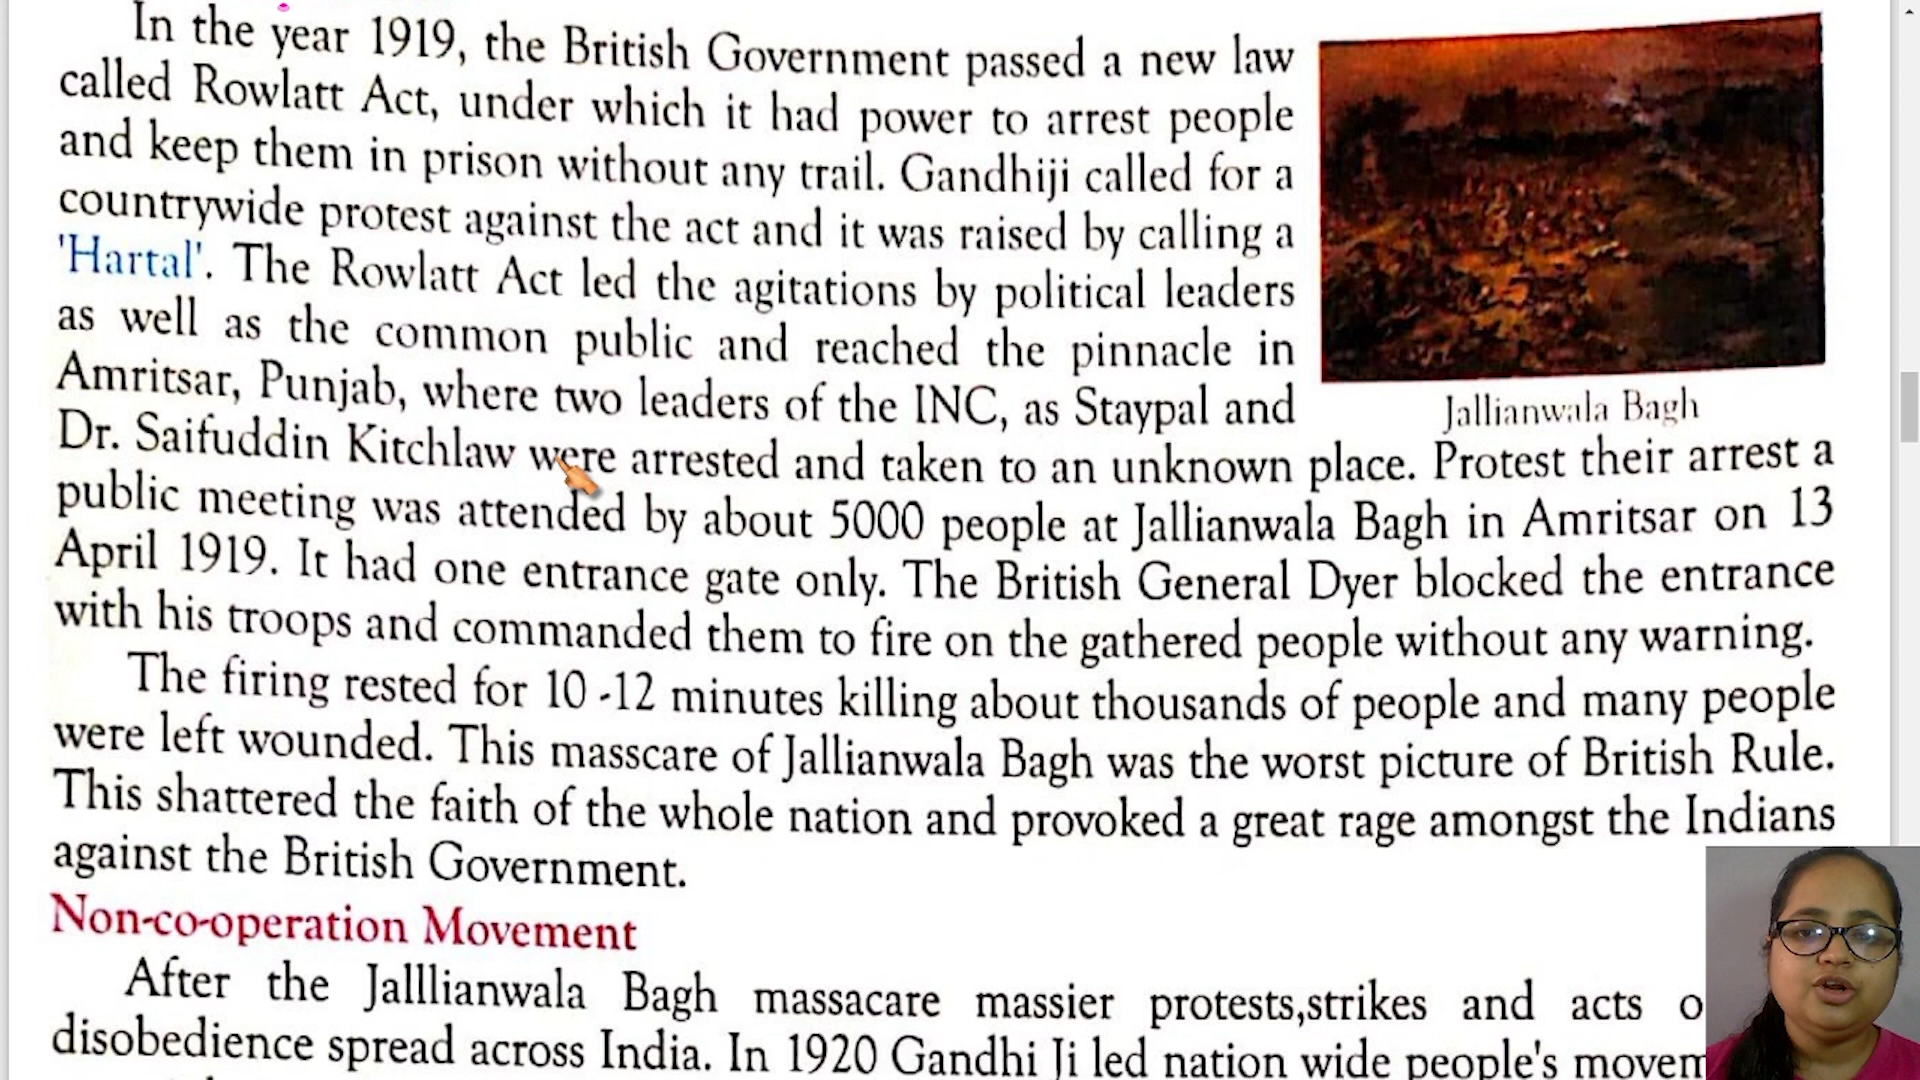 In the year 1919, the British Government passed a new law
called Rowlatt Act, under which it had power to arrest people
and keep them in prison without any trail. Gandhiji called for a
countrywide protest against the act and it was raised by calling a
'Hartal'. The Rowlatt Act led the agitations by political leaders
as well as the common public and reached the pinnacle in
Amritsar, Punjab, where two leaders of the INC, as Staypal and
Jallianwala Bagh
Dr. Saifuddin Kitchlaw were arrested and taken to an unknown place. Protest their arrest a
public meeting was attended by about 5000 people at Jallianwala Bagh in Amritsar on 13
April 1919. It had one entrance gate only. The British General Dyer blocked the entrance
with his troops and commanded them to fire on the gathered people without any warning.
The firing rested for 10 -12 minutes killing about thousands of people and many people
were left wounded. This masscare of Jallianwala Bagh was the worst picture of British Rule.
This shattered the faith of the whole nation and provoked a great rage amongst the Indians
against the British Government.
Non-co-operation Movement
After the Jalllianwala Bagh massacare massier protests,strikes and acts o
disobedience spread across India. In 1920 Gandhi Ji led nation wide people's movem